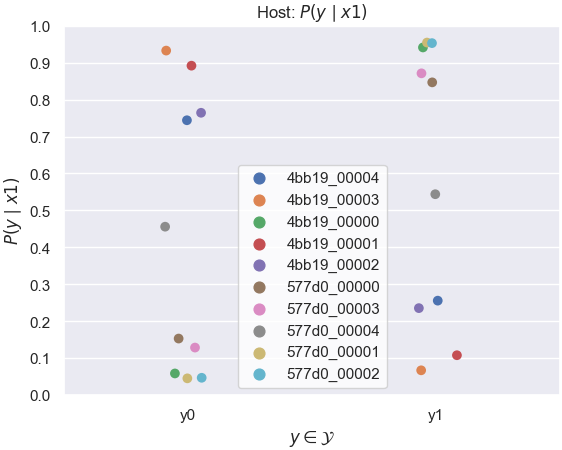 Host: P(y | x1)
1.0
0.9
0.8
0.7
0.6
0.5
0.4
0.3
0.2
0.1
0.0
P(y | x1)
4bb19_00004
4bb19_00003
4bb19_00000
4bb19_00001
4bb19_00002
577d0_00000
577d0_00003
577d0_00004
577d0_00001
577d0_00002
y0
y1
y ∈ 𝒴